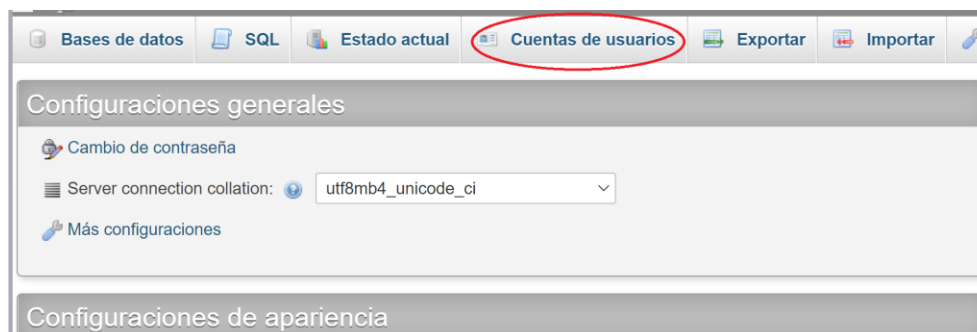 Bases de datos SQL Estado actual Cuentas de usuarios Exportar Importar
Configuraciones generales
Cambio de contraseña
Server connection collation: utf8mb4_unicode_ci
Más configuraciones
Configuraciones de apariencia